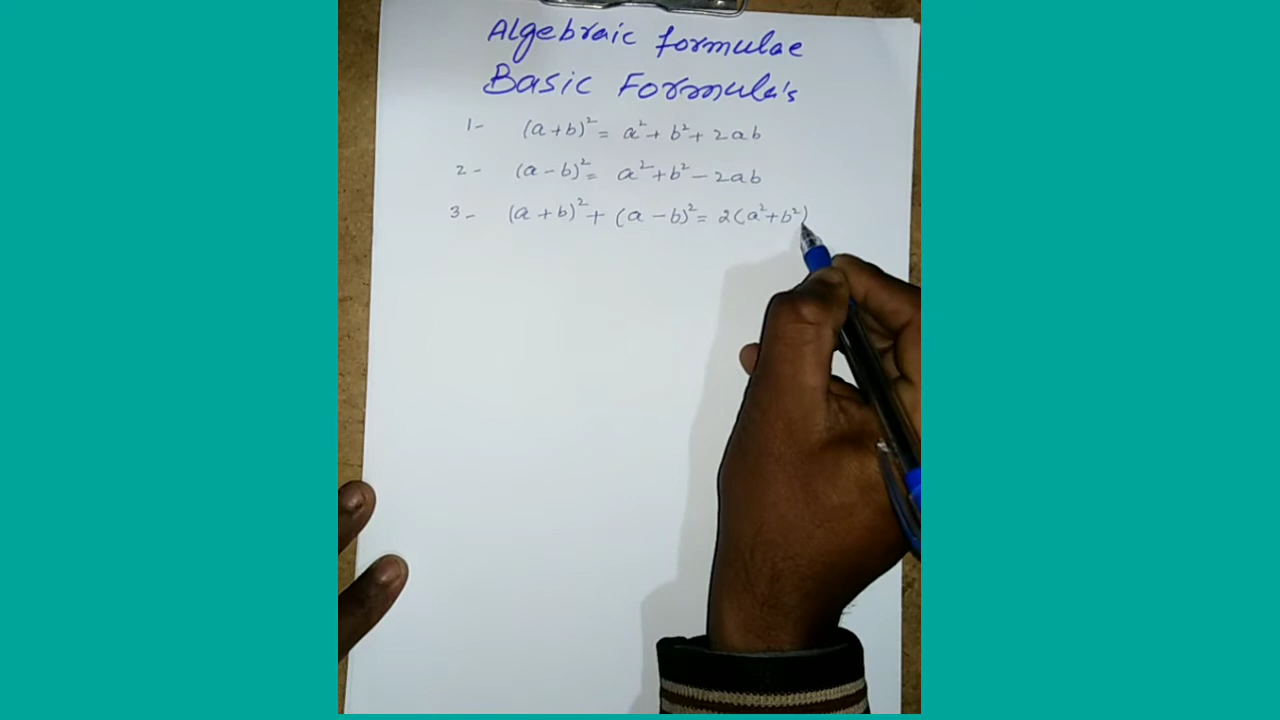 Algebraic formulae
Basic Formula's
1- (a+b)² = a² + b² + 2ab
2- (a-b)² = a² + b² - 2ab
3- (a+b)² + (a-b)² = 2(a²+b²)